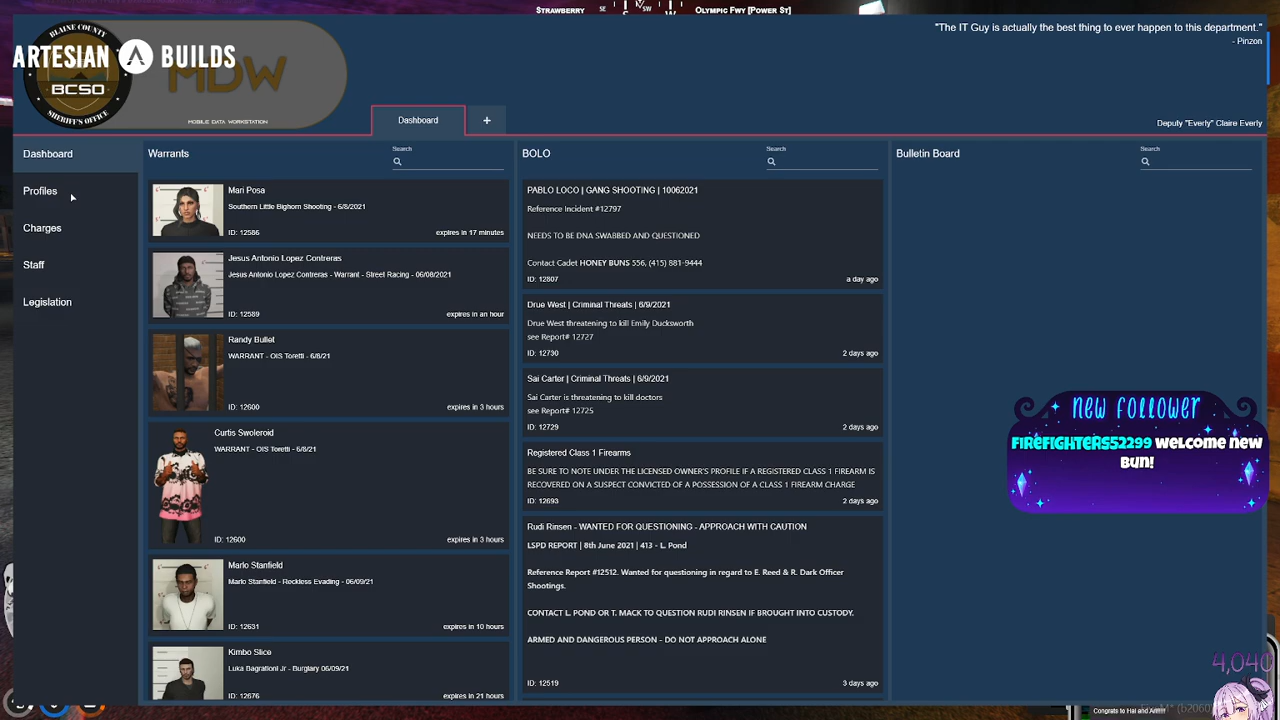 STRAWBERRY SE SW OLYMPIC FWY [POWER ST]
"The IT Guy is actually the best thing to ever happen to this department."
- Pinzon
BLAINE COUNTY
ARTESIAN BUILDS
BCSO
SHERIFF'S OFFICE
MDW
MOBILE DATA WORKSTATION
Dashboard +
Deputy "Everly" Claire Everly
Dashboard
Profiles
Charges
Staff
Legislation
Warrants
Search
Mari Posa
Southern Little Bighorn Shooting - 6/8/2021
ID: 12586 expires in 17 minutes
Jesus Antonio Lopez Contreras
Jesus Antonio Lopez Contreras - Warrant - Street Racing - 06/08/2021
ID: 12589 expires in an hour
Randy Bullet
WARRANT - OIS Toretti - 6/8/21
ID: 12600 expires in 3 hours
Curtis Swoleroid
WARRANT - OIS Toretti - 6/8/21
ID: 12600 expires in 3 hours
Marlo Stanfield
Marlo Stanfield - Reckless Evading - 06/09/21
ID: 12631 expires in 10 hours
Kimbo Slice
Luka Bagrationi Jr - Burglary 06/09/21
ID: 12676 expires in 21 hours
BOLO
Search
PABLO LOCO | GANG SHOOTING | 10062021
Reference Incident #12797
NEEDS TO BE DNA SWABBED AND QUESTIONED
Contact Cadet HONEY BUNS 556, (415) 881-9444
ID: 12807 a day ago
Drue West | Criminal Threats | 6/9/2021
Drue West threatening to kill Emily Ducksworth
see Report# 12727
ID: 12730 2 days ago
Sai Carter | Criminal Threats | 6/9/2021
Sai Carter is threatening to kill doctors
see Report# 12725
ID: 12729 2 days ago
Registered Class 1 Firearms
BE SURE TO NOTE UNDER THE LICENSED OWNER'S PROFILE IF A REGISTERED CLASS 1 FIREARM IS
RECOVERED ON A SUSPECT CONVICTED OF A POSSESSION OF A CLASS 1 FIREARM CHARGE
ID: 12693 2 days ago
Rudi Rinsen - WANTED FOR QUESTIONING - APPROACH WITH CAUTION
LSPD REPORT | 8th June 2021 | 413 - L. Pond
Reference Report #12512. Wanted for questioning in regard to E. Reed & R. Dark Officer
Shootings.
CONTACT L. POND OR T. MACK TO QUESTION RUDI RINSEN IF BROUGHT INTO CUSTODY.
ARMED AND DANGEROUS PERSON - DO NOT APPROACH ALONE
ID: 12519 3 days ago
Bulletin Board
Search
NEW FOLLOWER
FIREFIGHTERS52299 WELCOME NEW
BUN!
4,040
Congrats to Hal and